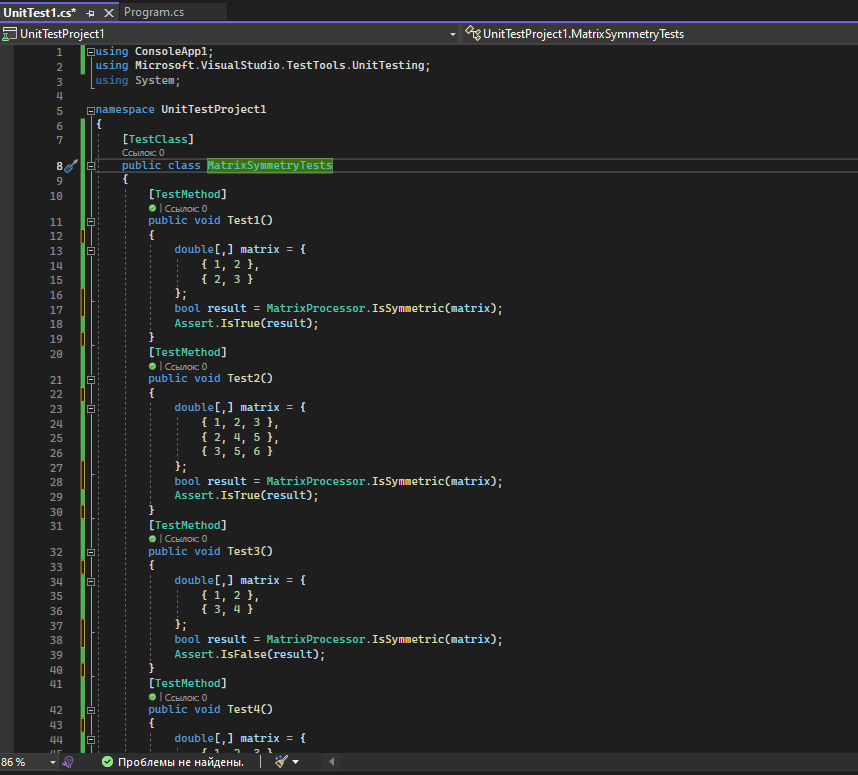 UnitTest1.cs* Program.cs
UnitTestProject1 UnitTestProject1.MatrixSymmetryTests
1 using ConsoleApp1;
2 using Microsoft.VisualStudio.TestTools.UnitTesting;
3 using System;
4
5 namespace UnitTestProject1
6 {
7 [TestClass]
Ссылок: 0
8 public class MatrixSymmetryTests
9 {
10 [TestMethod]
| Ссылок: 0
11 public void Test1()
12 {
13 double[,] matrix = {
14 { 1, 2 },
15 { 2, 3 }
16 };
17 bool result = MatrixProcessor.IsSymmetric(matrix);
18 Assert.IsTrue(result);
19 }
20 [TestMethod]
| Ссылок: 0
21 public void Test2()
22 {
23 double[,] matrix = {
24 { 1, 2, 3 },
25 { 2, 4, 5 },
26 { 3, 5, 6 }
27 };
28 bool result = MatrixProcessor.IsSymmetric(matrix);
29 Assert.IsTrue(result);
30 }
31 [TestMethod]
| Ссылок: 0
32 public void Test3()
33 {
34 double[,] matrix = {
35 { 1, 2 },
36 { 3, 4 }
37 };
38 bool result = MatrixProcessor.IsSymmetric(matrix);
39 Assert.IsFalse(result);
40 }
41 [TestMethod]
| Ссылок: 0
42 public void Test4()
43 {
44 double[,] matrix = {
86 % Проблемы не найдены.